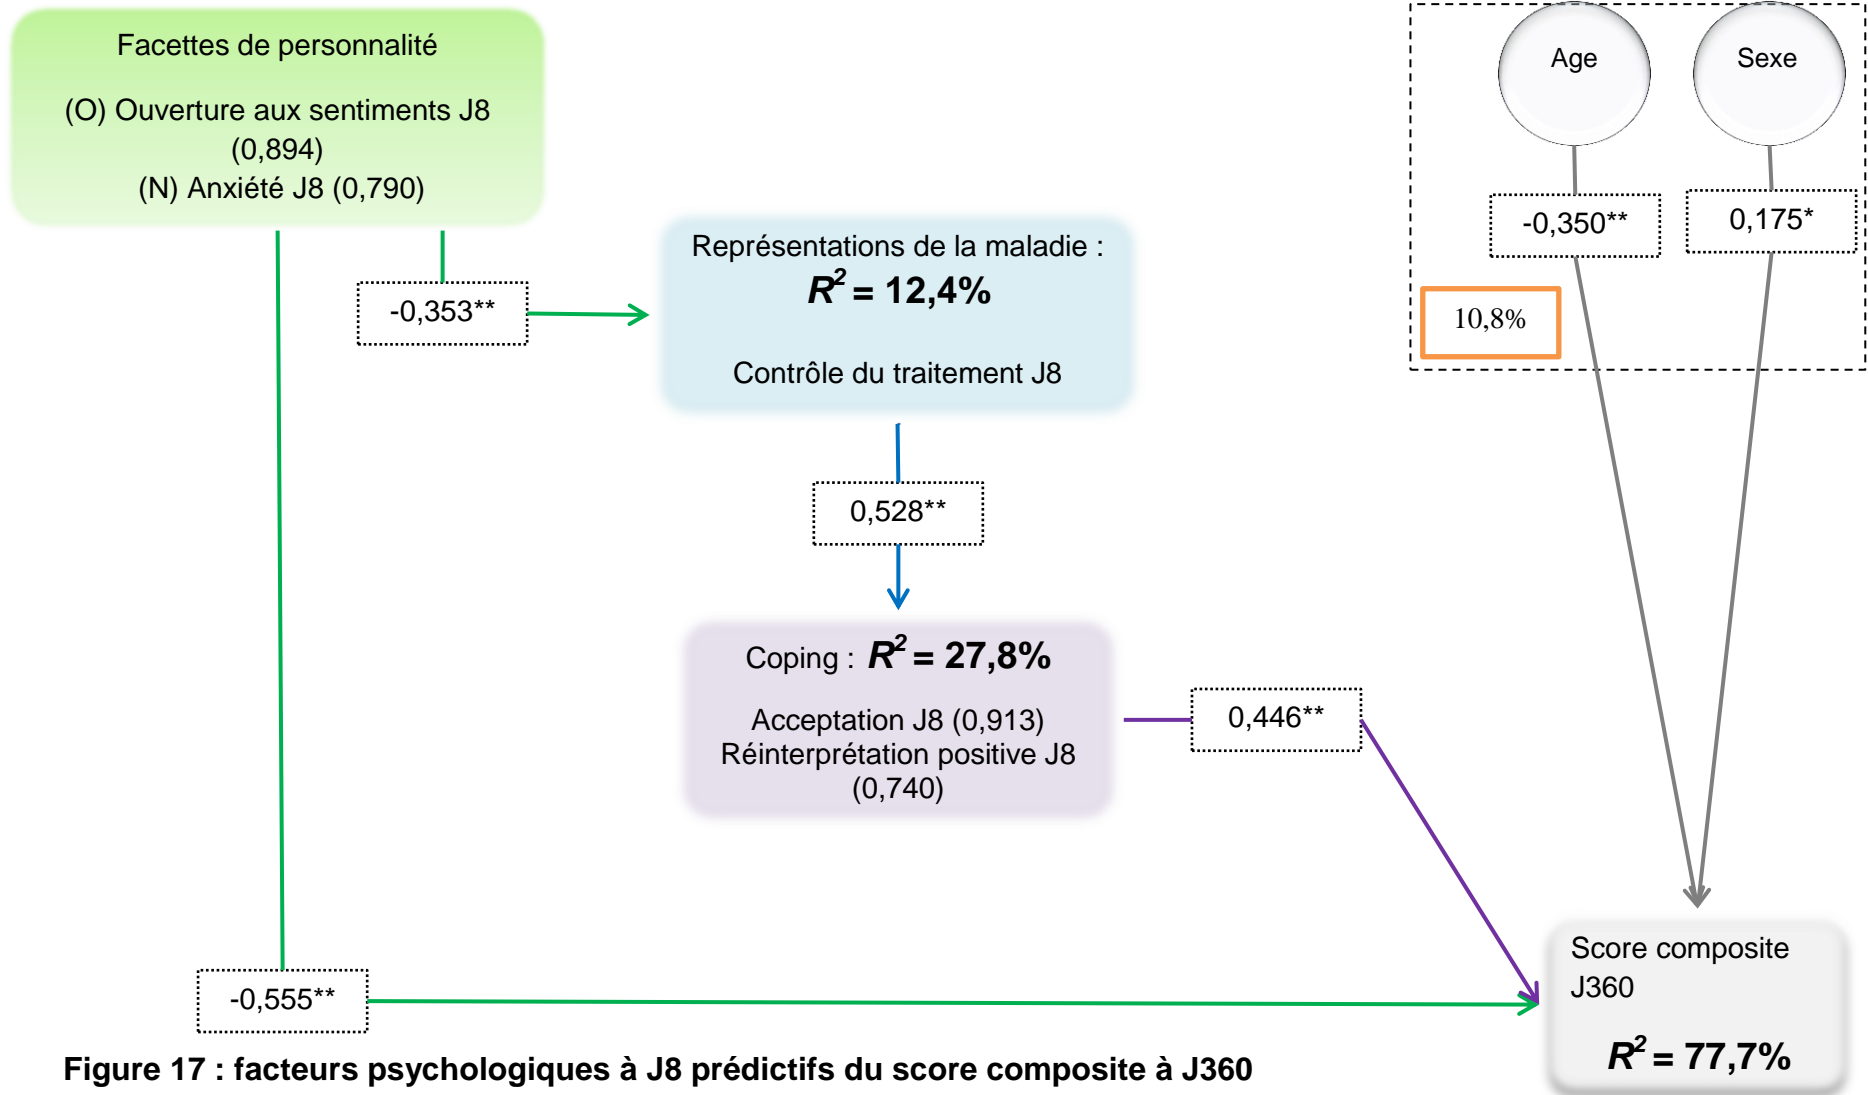 Facettes de personnalité
(O) Ouverture aux sentiments J8
(0,894)
(N) Anxiété J8 (0,790)
Age
Sexe
-0,350**
0,175*
10,8%
-0,353**
Représentations de la maladie :
R² = 12,4%
Contrôle du traitement J8
0,528**
Coping : R² = 27,8%
Acceptation J8 (0,913)
Réinterprétation positive J8
(0,740)
0,446**
-0,555**
Score composite
J360
R² = 77,7%
Figure 17 : facteurs psychologiques à J8 prédictifs du score composite à J360